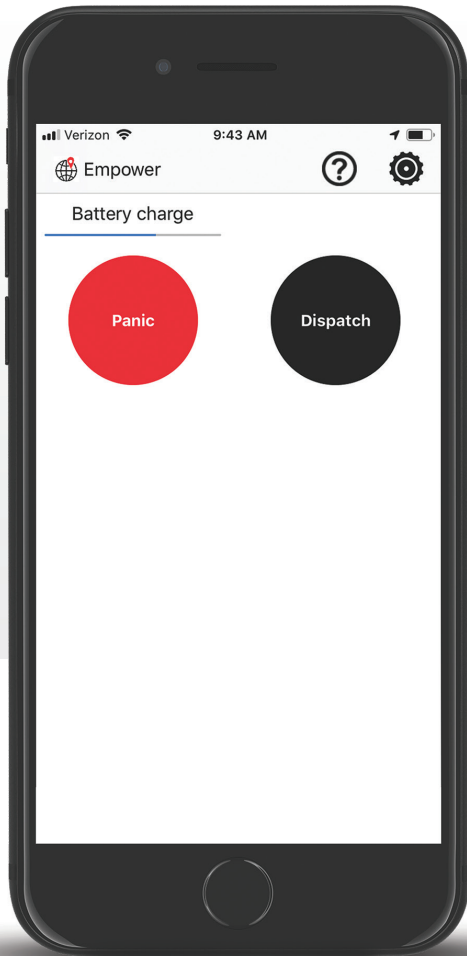 Verizon 9:43 AM
Empower ?
Battery charge
Panic Dispatch